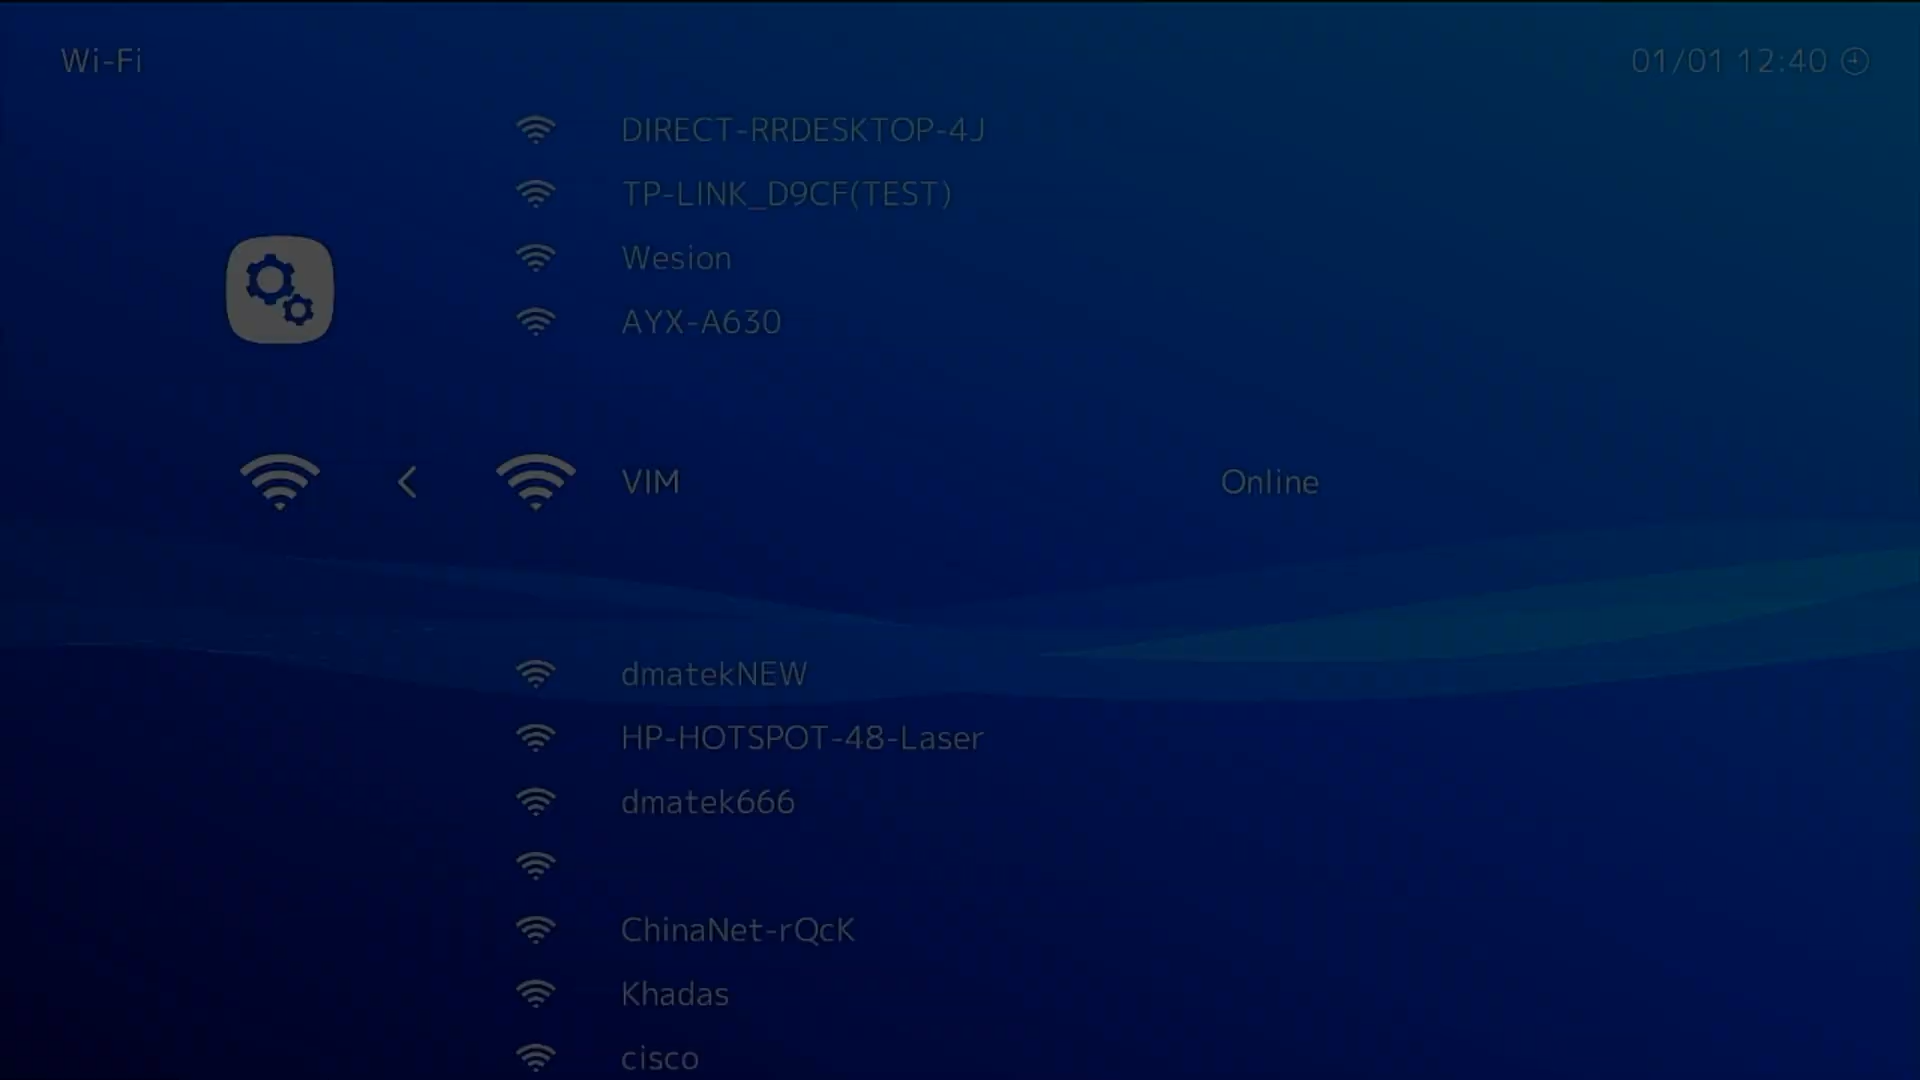 Wi-Fi
01/01 12:40
DIRECT-RRDESKTOP-4J
TP-LINK_D9CF(TEST)
Wesion
AYX-A630
VIM Online
dmatekNEW
HP-HOTSPOT-48-Laser
dmatek666
ChinaNet-rQcK
Khadas
cisco